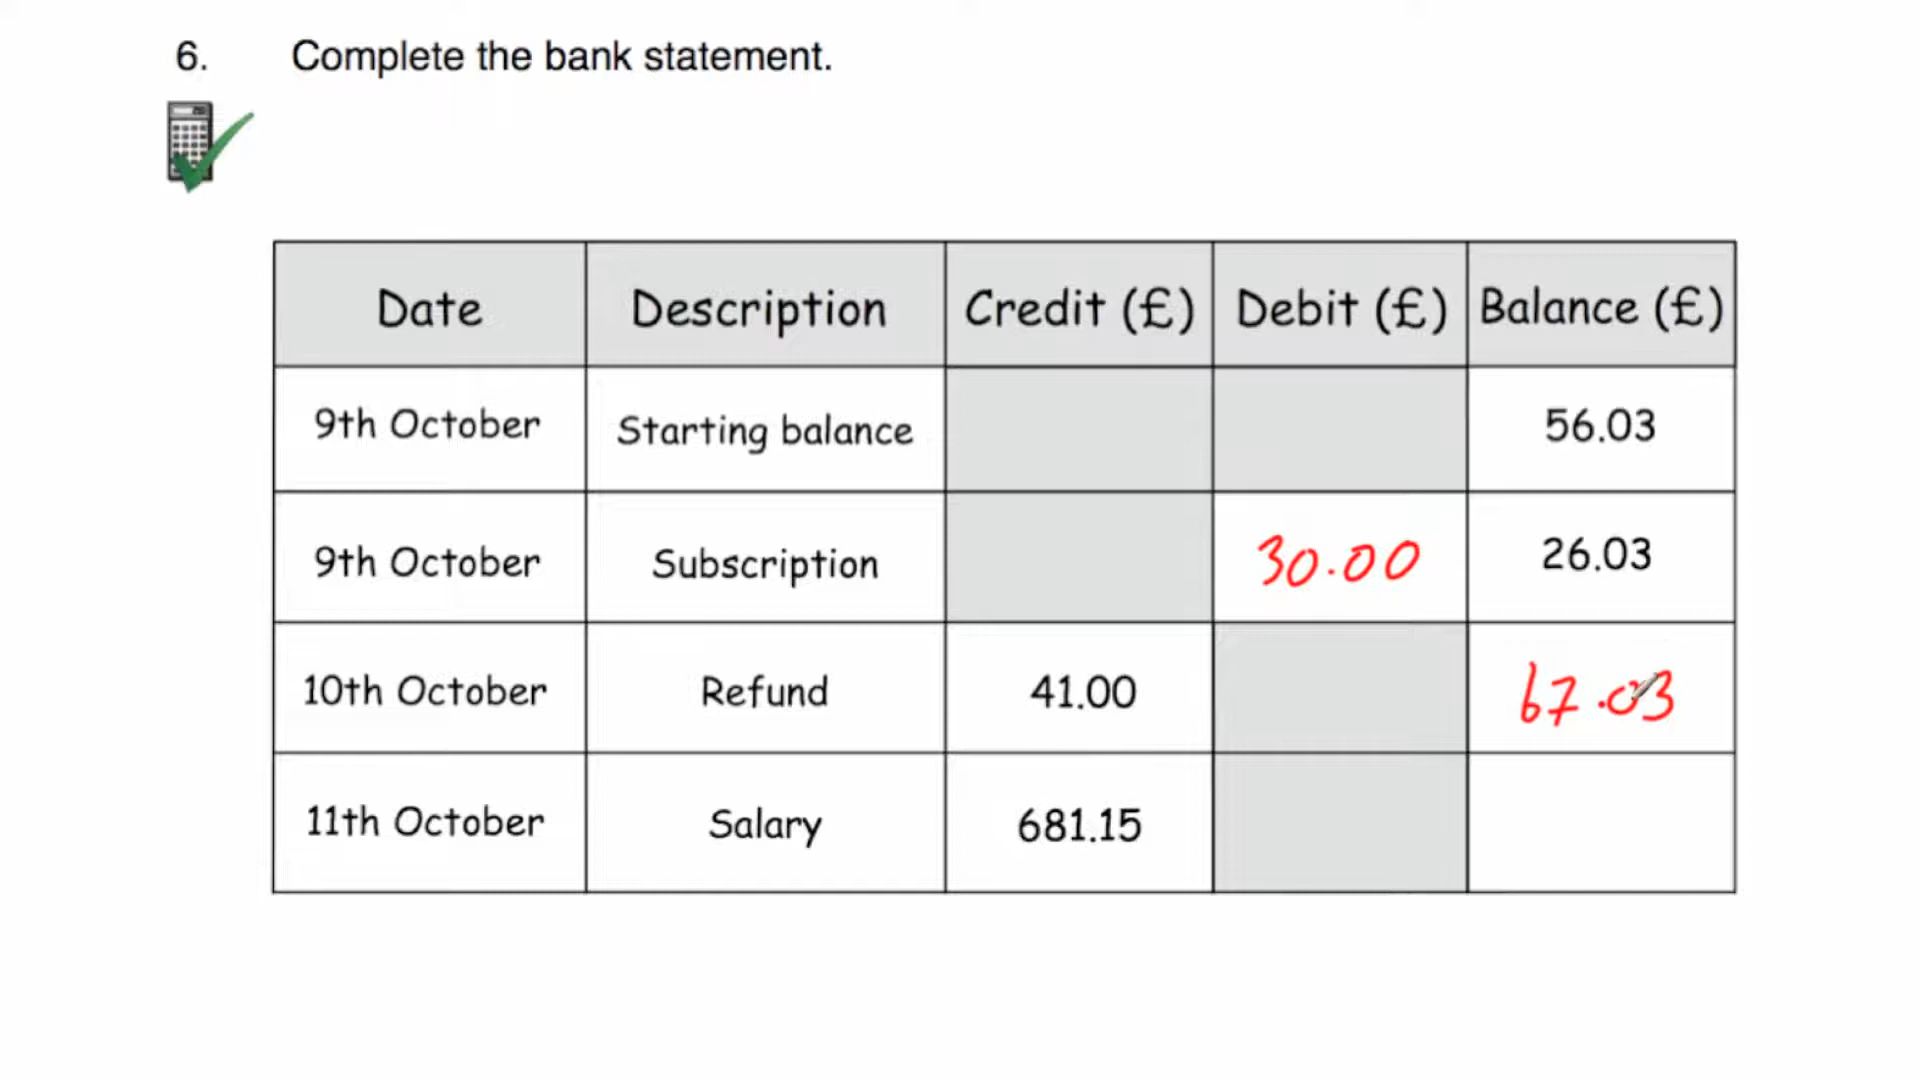 6. Complete the bank statement.
Date Description Credit (£) Debit (£) Balance (£)
9th October Starting balance 56.03
9th October Subscription 30.00 26.03
10th October Refund 41.00 67.03
11th October Salary 681.15